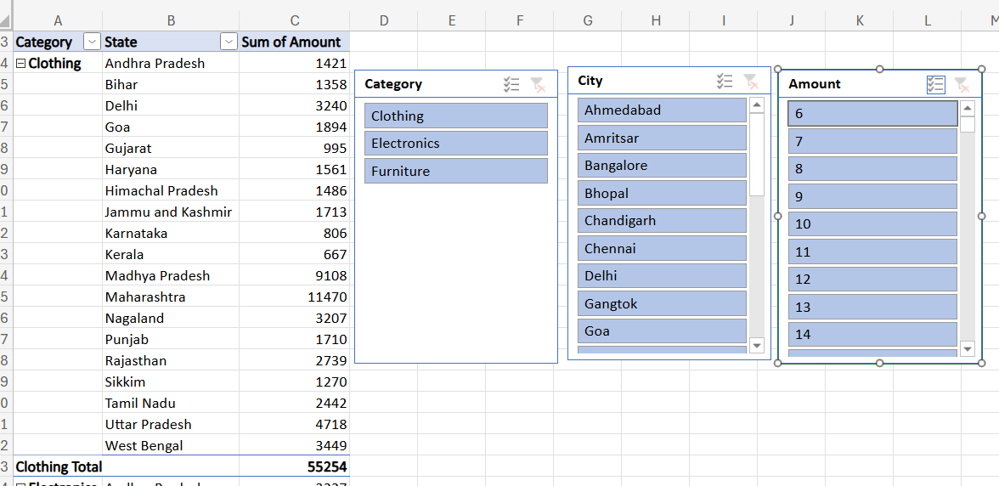 A B C D E F G H I J K L
3 Category State Sum of Amount
4 Clothing Andhra Pradesh 1421
5 Bihar 1358
6 Delhi 3240
7 Goa 1894
8 Gujarat 995
9 Haryana 1561
0 Himachal Pradesh 1486
1 Jammu and Kashmir 1713
2 Karnataka 806
3 Kerala 667
4 Madhya Pradesh 9108
5 Maharashtra 11470
6 Nagaland 3207
7 Punjab 1710
8 Rajasthan 2739
9 Sikkim 1270
0 Tamil Nadu 2442
1 Uttar Pradesh 4718
2 West Bengal 3449
3 Clothing Total 55254
Category
Clothing
Electronics
Furniture
City
Ahmedabad
Amritsar
Bangalore
Bhopal
Chandigarh
Chennai
Delhi
Gangtok
Goa
Amount
6
7
8
9
10
11
12
13
14